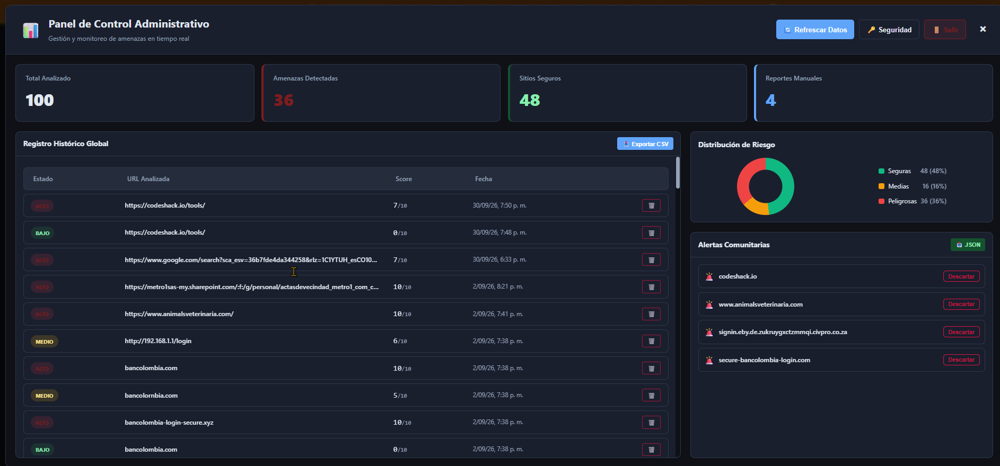 Panel de Control Administrativo
Gestión y monitoreo de amenazas en tiempo real
Refrescar Datos
Seguridad
Salir
Total Analizado
100
Amenazas Detectadas
36
Sitios Seguros
48
Reportes Manuales
4
Registro Histórico Global
Exportar CSV
Estado URL Analizada Score Fecha
ALTO https://codeshack.io/tools/ 7/10 30/09/26, 7:50 p. m.
BAJO https://codeshack.io/tools/ 0/10 30/09/26, 7:48 p. m.
ALTO https://www.google.com/search?sca_esv=36b7fde4da344258&rlz=1C1YTUH_esCO10... 7/10 30/09/26, 6:33 p. m.
ALTO https://metro1sas-my.sharepoint.com/:f:/g/personal/actasdevecindad_metro1_com_c... 10/10 2/09/26, 8:21 p. m.
ALTO https://www.animalsveterinaria.com/ 10/10 2/09/26, 7:41 p. m.
MEDIO http://192.168.1.1/login 6/10 2/09/26, 7:38 p. m.
ALTO bancolombia.com 10/10 2/09/26, 7:38 p. m.
MEDIO bancolornbia.com 5/10 2/09/26, 7:38 p. m.
ALTO bancolombia-login-secure.xyz 10/10 2/09/26, 7:38 p. m.
BAJO bancolombia.com 0/10 2/09/26, 7:38 p. m.
Distribución de Riesgo
Seguras 48 (48%)
Medias 16 (16%)
Peligrosas 36 (36%)
Alertas Comunitarias
JSON
codeshack.io Descartar
www.animalsveterinaria.com Descartar
signin.eby.de.zukruygxctzmmqi.civpro.co.za Descartar
secure-bancolombia-login.com Descartar